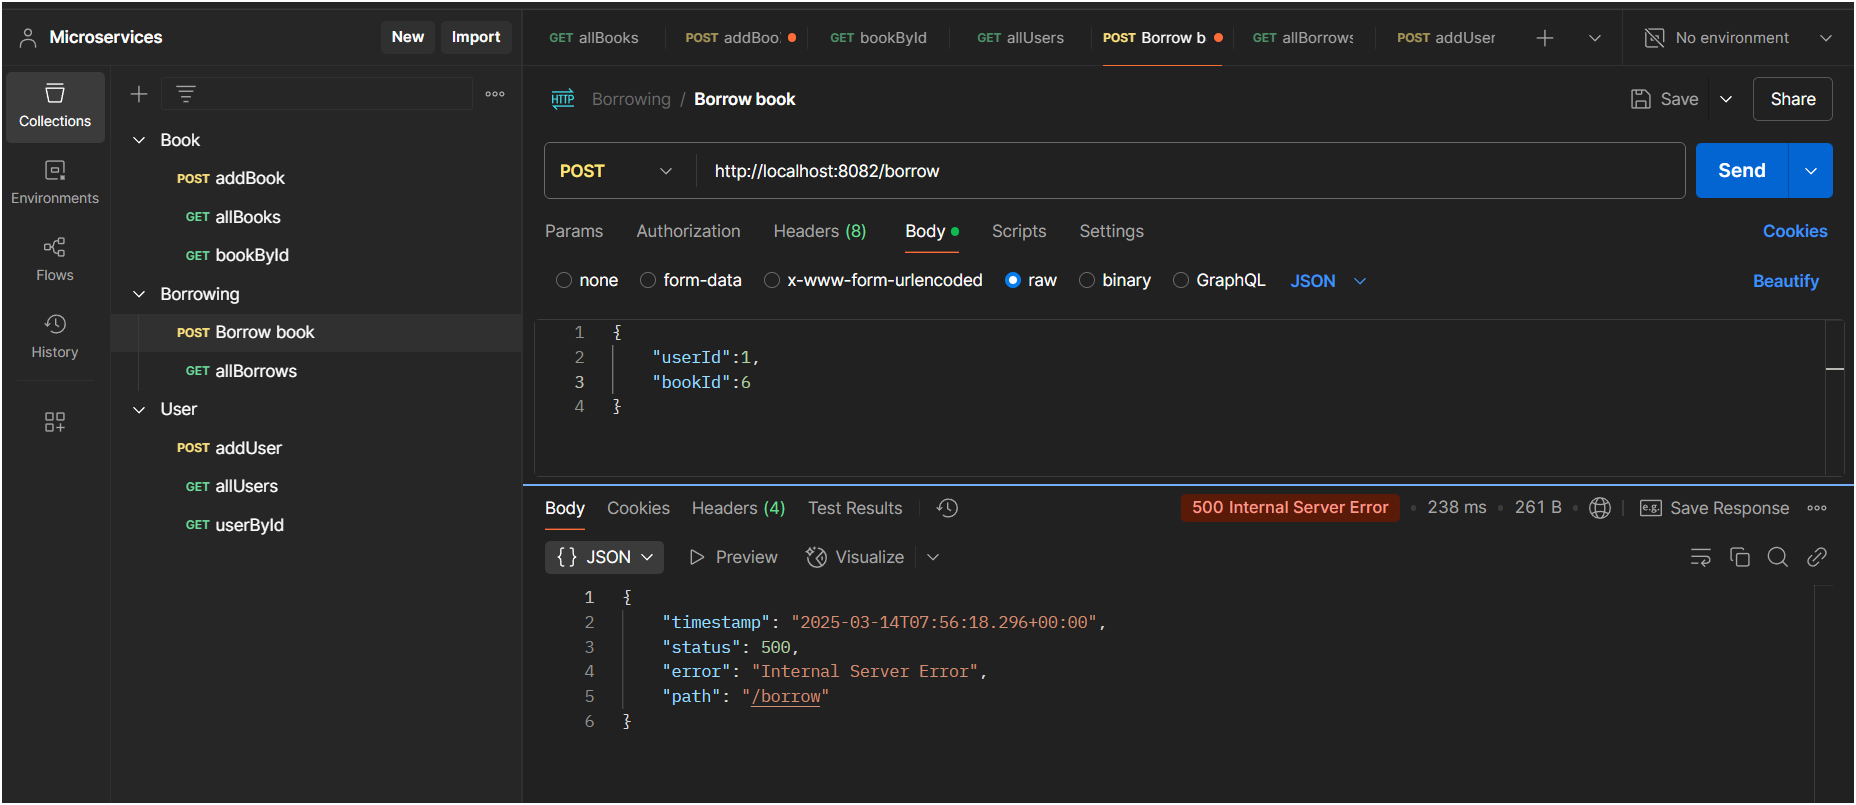 Microservices
New
Import
GET allBooks
POST addBoo
GET bookById
GET allUsers
POST Borrow b
GET allBorrows
POST addUser
No environment
Collections
Environments
Flows
History
Book
POST addBook
GET allBooks
GET bookById
Borrowing
POST Borrow book
GET allBorrows
User
POST addUser
GET allUsers
GET userById
HTTP Borrowing / Borrow book
Save
Share
POST http://localhost:8082/borrow
Send
Params Authorization Headers (8) Body Scripts Settings Cookies
none form-data x-www-form-urlencoded raw binary GraphQL JSON Beautify
1 {
2 "userId":1,
3 "bookId":6
4 }
Body Cookies Headers (4) Test Results 500 Internal Server Error • 238 ms • 261 B • e.g. Save Response
{} JSON Preview Visualize
1 {
2 "timestamp": "2025-03-14T07:56:18.296+00:00",
3 "status": 500,
4 "error": "Internal Server Error",
5 "path": "/borrow"
6 }